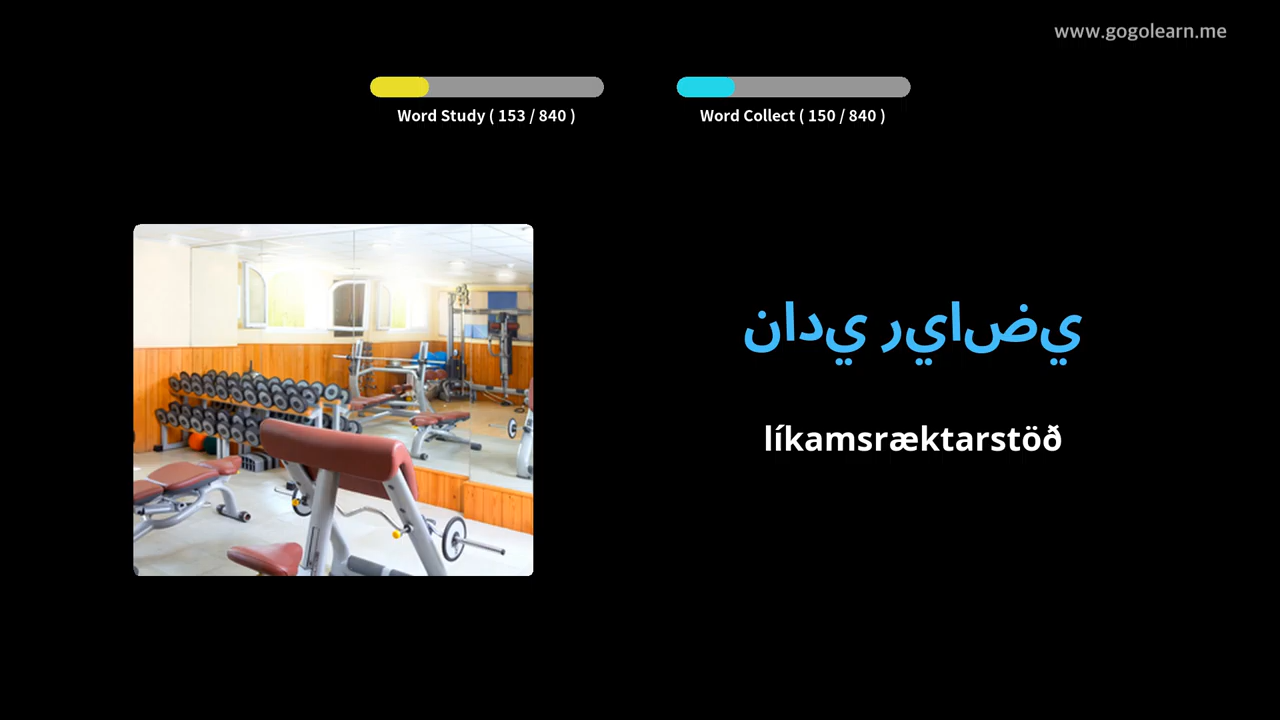 www.gogolearn.me
Word Study ( 153 / 840 )
Word Collect ( 150 / 840 )
نادي رياضي
líkamsræktarstöð